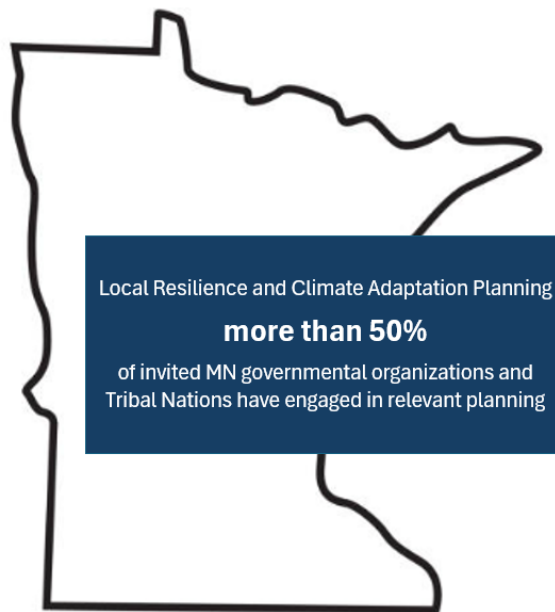 Local Resilience and Climate Adaptation Planning
more than 50%
of invited MN governmental organizations and
Tribal Nations have engaged in relevant planning